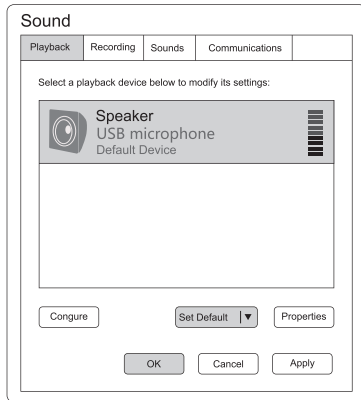 Sound
Playback Recording Sounds Communications
Select a playback device below to modify its settings:
Speaker
USB microphone
Default Device
Congure Set Default Properties
OK Cancel Apply